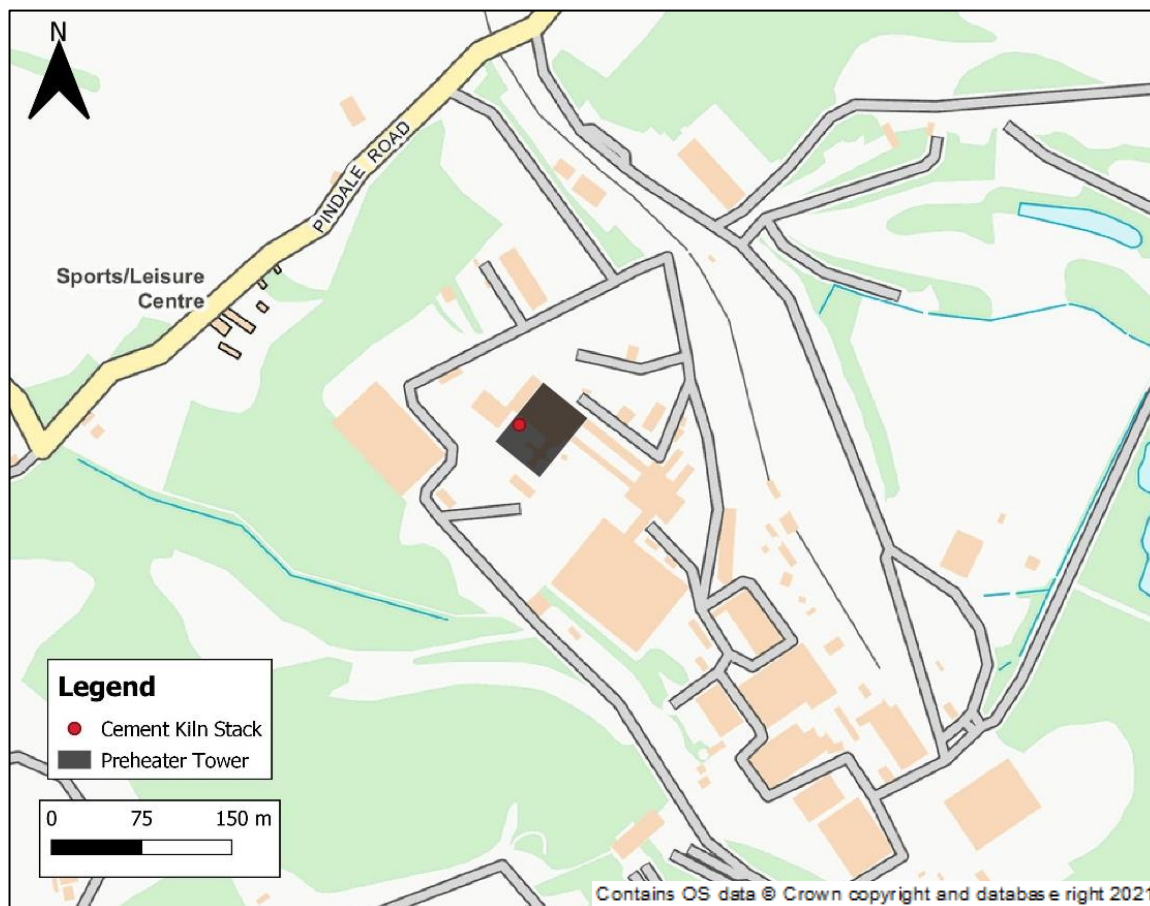 N
PINDALE ROAD
Sports/Leisure
Centre
Legend
Cement Kiln Stack
Preheater Tower
0 75 150 m
Contains OS data © Crown copyright and database right 2021